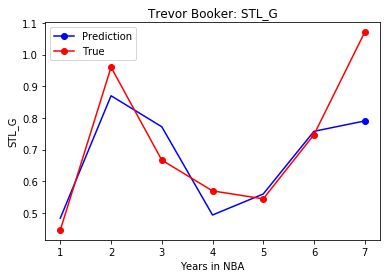 Trevor Booker: STL_G
Prediction
True
STL_G
1.1
1.0
0.9
0.8
0.7
0.6
0.5
1 2 3 4 5 6 7
Years in NBA